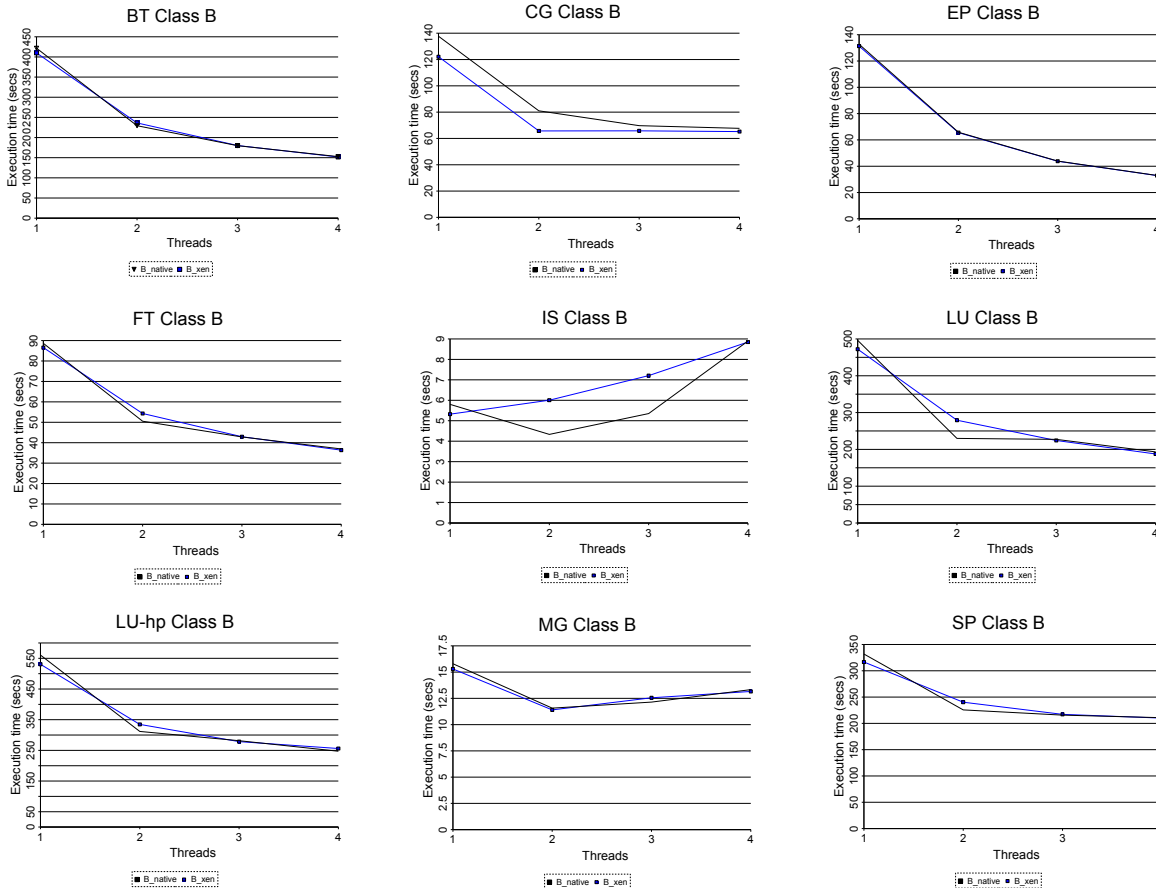 BT Class B
Execution time (secs)
450
400
350
300
250
200
150
100
50
0
1 2 3 4
Threads
B_native B_xen
CG Class B
Execution time (secs)
140
120
100
80
60
40
20
0
1 2 3 4
Threads
B_native B_xen
EP Class B
Execution time (secs)
140
120
100
80
60
40
20
0
1 2 3 4
Threads
B_native B_xen
FT Class B
Execution time (secs)
90
80
70
60
50
40
30
20
10
0
1 2 3 4
Threads
B_native B_xen
IS Class B
Execution time (secs)
9
8
7
6
5
4
3
2
1
0
1 2 3 4
Threads
B_native B_xen
LU Class B
Execution time (secs)
500
400
300
200
100
50
0
1 2 3 4
Threads
B_native B_xen
LU-hp Class B
Execution time (secs)
550
450
350
250
150
50
0
1 2 3 4
Threads
B_native B_xen
MG Class B
Execution time (secs)
17.5
15
12.5
10
7.5
5
2.5
0
1 2 3 4
Threads
B_native B_xen
SP Class B
Execution time (secs)
350
300
250
200
150
100
50
0
1 2 3 4
Threads
B_native B_xen